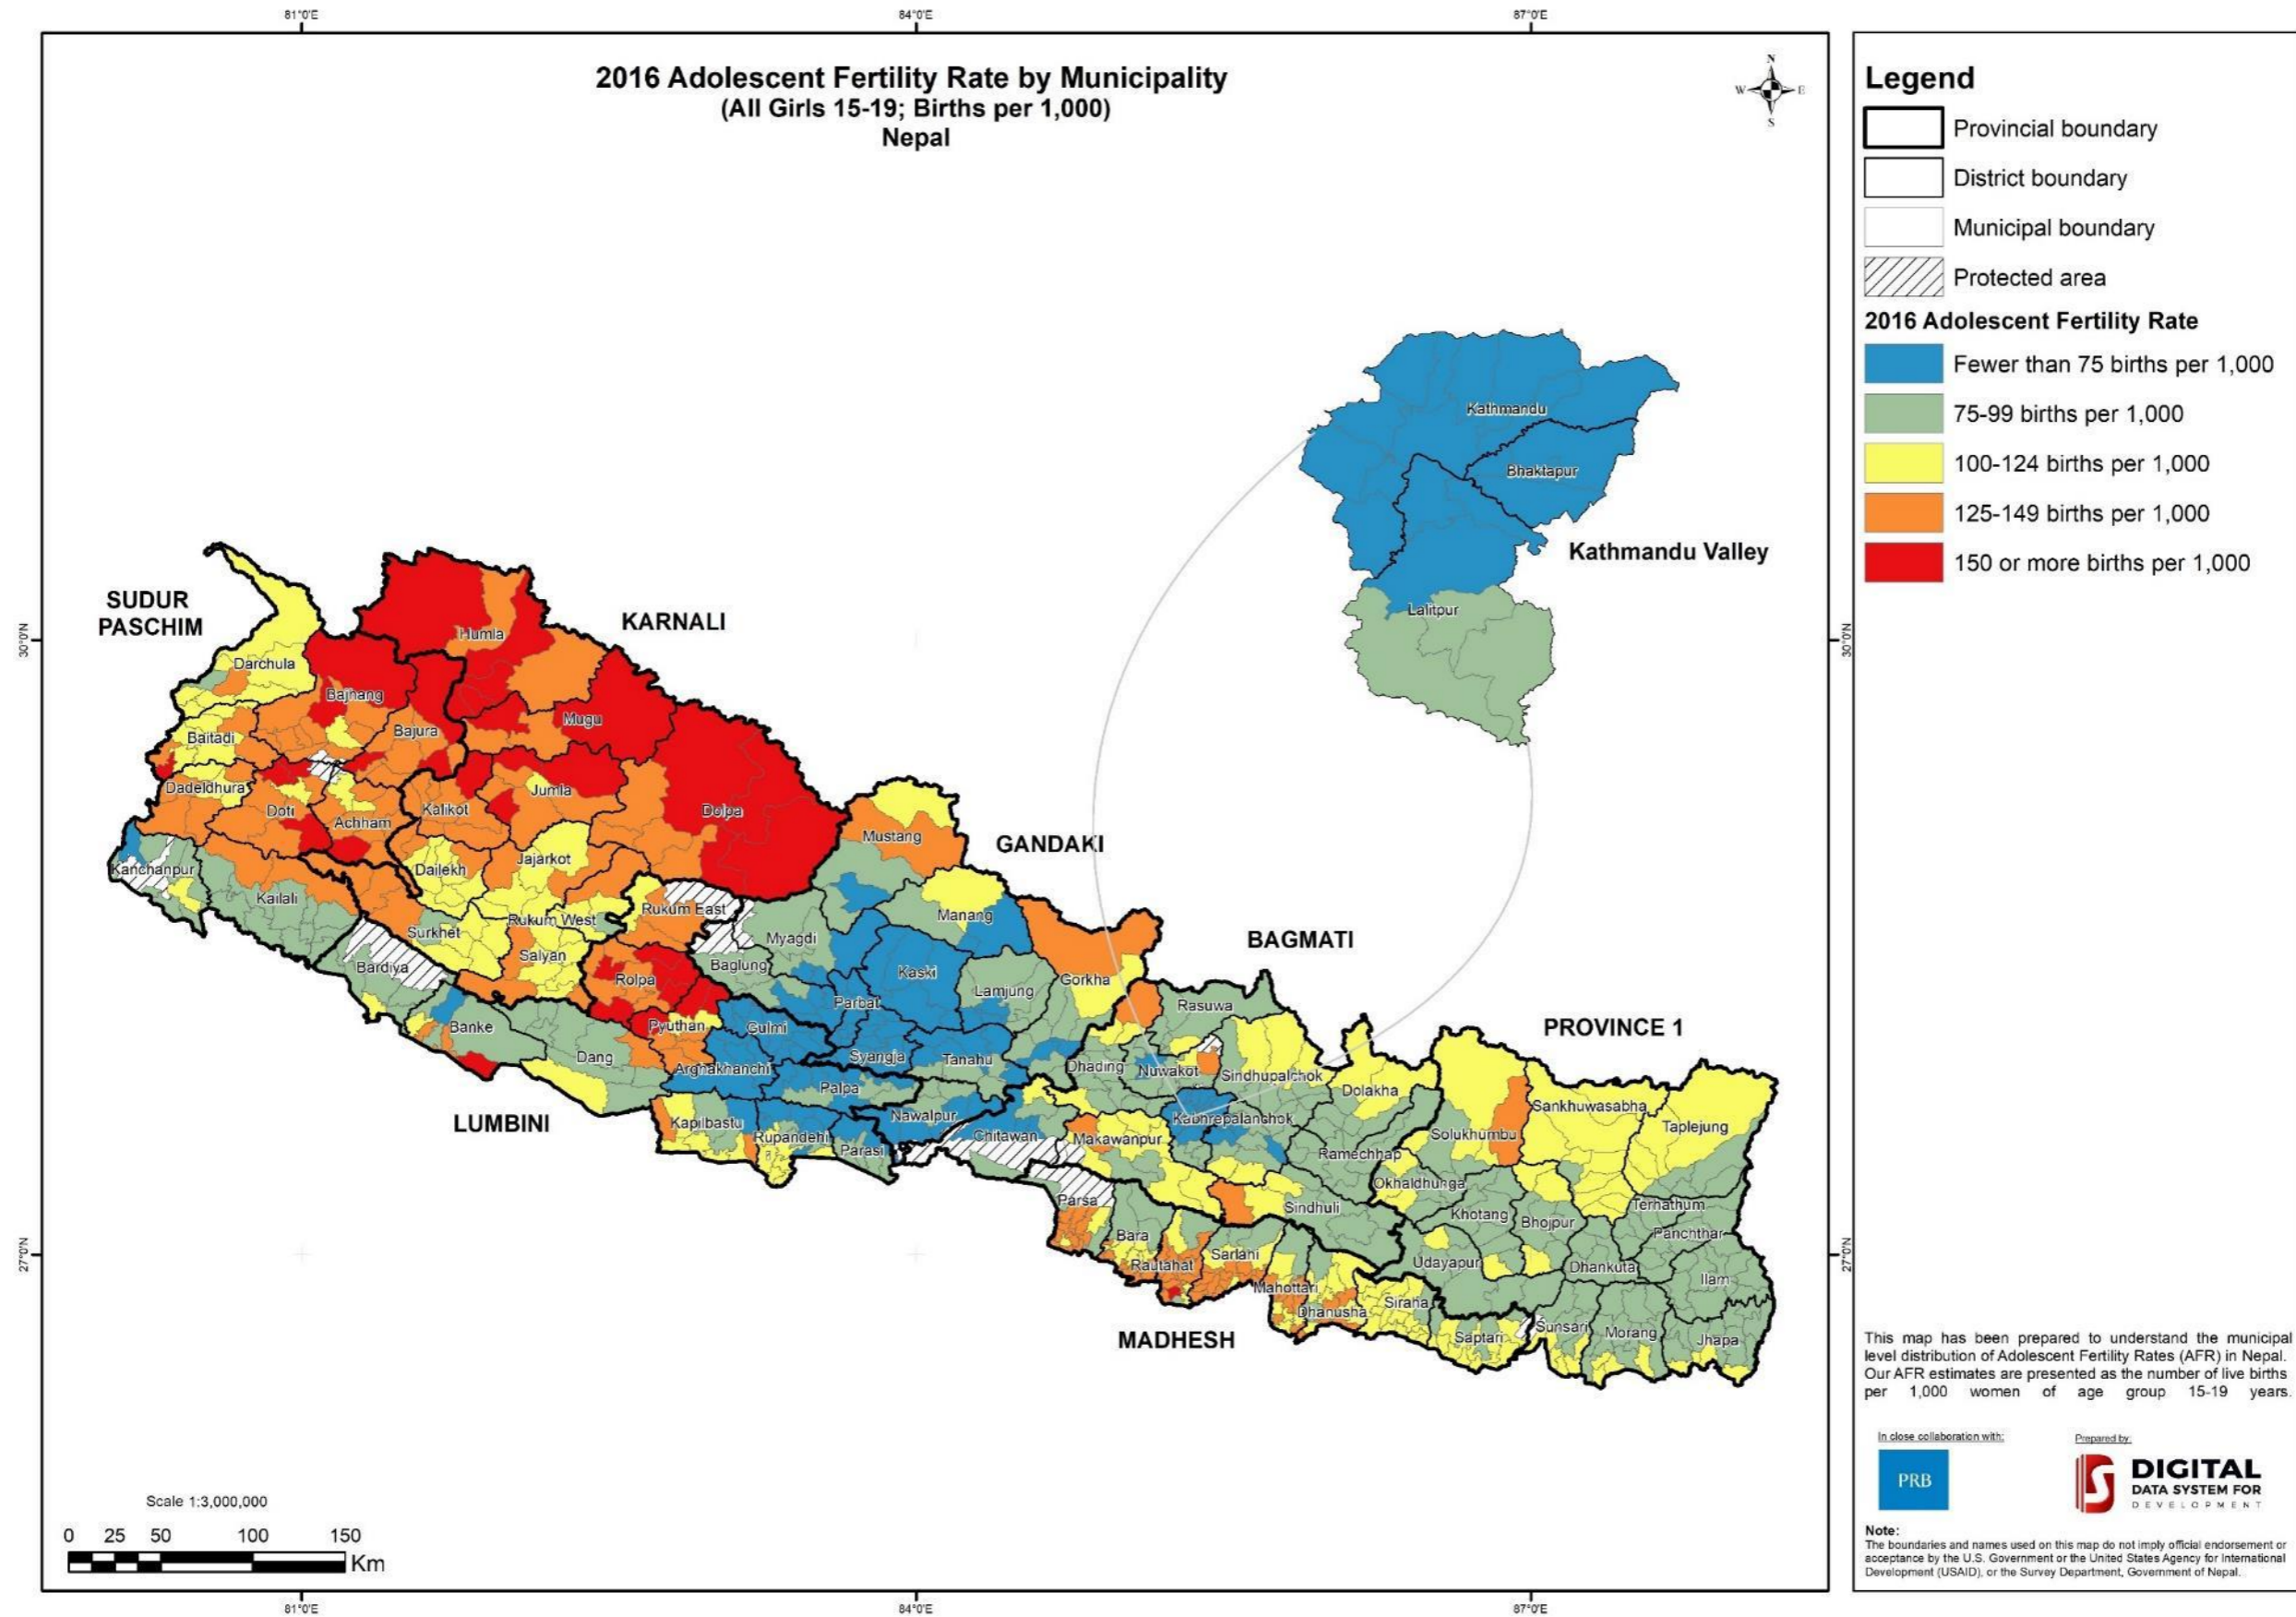 81°0'E
84°0'E
87°0'E
2016 Adolescent Fertility Rate by Municipality
(All Girls 15-19; Births per 1,000)
Nepal
N
W
E
S
Kathmandu
Bhaktapur
Kathmandu Valley
Lalitpur
30°0'N
30°0'N
SUDUR
PASCHIM
KARNALI
Humla
Darchula
Bajhang
Mugu
Bajura
Baitadi
Dadeldhura
Jumla
Doti
Kalikot
Dolpa
Achham
Mustang
GANDAKI
Jajarkot
Kanchanpur
Dailekh
Kailali
Rukum East
Manang
Rukum West
Surkhet
Myagdi
BAGMATI
Salyan
Baglung
Bardiya
Kaski
Rolpa
Gorkha
Lamjung
Parbat
Rasuwa
Banke
Pyuthan
Gulmi
PROVINCE 1
Dang
Syangja
Tanahu
Arghakhanchi
Dhading
Nuwakot
Sindhupalchok
Palpa
Dolakha
LUMBINI
Nawalpur
Kabhrepalanchok
Sankhuwasabha
Kapilbastu
Rupandehi
Chitawan
Makawanpur
Solukhumbu
Taplejung
Parasi
Ramechhap
Okhaldhunga
Parsa
Sindhuli
Khotang
Bhojpur
Terhathum
Panchthar
Bara
Sarlahi
Rautahat
Udayapur
Dhankuta
Ilam
Mahottari
Dhanusha
Siraha
MADHESH
Saptari
Sunsari
Morang
Jhapa
27°0'N
27°0'N
Scale 1:3,000,000
0 25 50 100 150
Km
81°0'E
84°0'E
87°0'E
Legend
Provincial boundary
District boundary
Municipal boundary
Protected area
2016 Adolescent Fertility Rate
Fewer than 75 births per 1,000
75-99 births per 1,000
100-124 births per 1,000
125-149 births per 1,000
150 or more births per 1,000
This map has been prepared to understand the municipal
level distribution of Adolescent Fertility Rates (AFR) in Nepal.
Our AFR estimates are presented as the number of live births
per 1,000 women of age group 15-19 years.
In close collaboration with:
Prepared by:
PRB
DIGITAL
DATA SYSTEM FOR
DEVELOPMENT
Note:
The boundaries and names used on this map do not imply official endorsement or
acceptance by the U.S. Government or the United States Agency for International
Development (USAID), or the Survey Department, Government of Nepal.